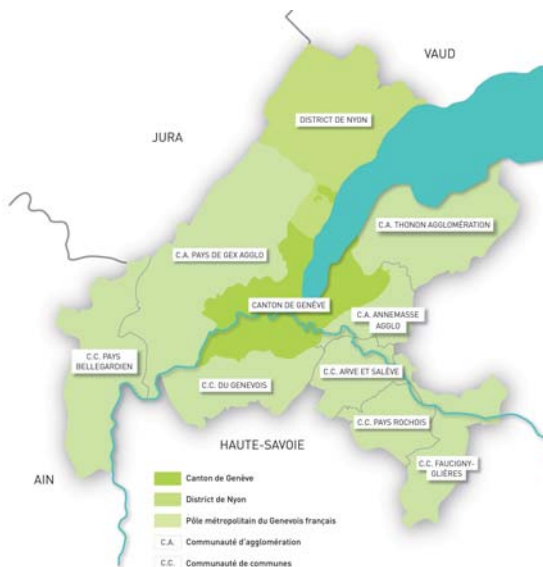 VAUD
DISTRICT DE NYON
JURA
C.A. THONON AGGLOMÉRATION
C.A. PAYS DE GEX AGGLO
CANTON DE GENÈVE
C.A. ANNEMASSE
AGGLO
C.C. PAYS
BELLEGARDIEN
C.C. ARVE ET SALÈVE
C.C. DU GENEVOIS
C.C. PAYS ROCHOIS
HAUTE-SAVOIE
C.C. FAUCIGNY-
GLIÈRES
AIN
Canton de Genève
District de Nyon
Pôle métropolitain du Genevois français
C.A. Communauté d'agglomération
C.C. Communauté de communes